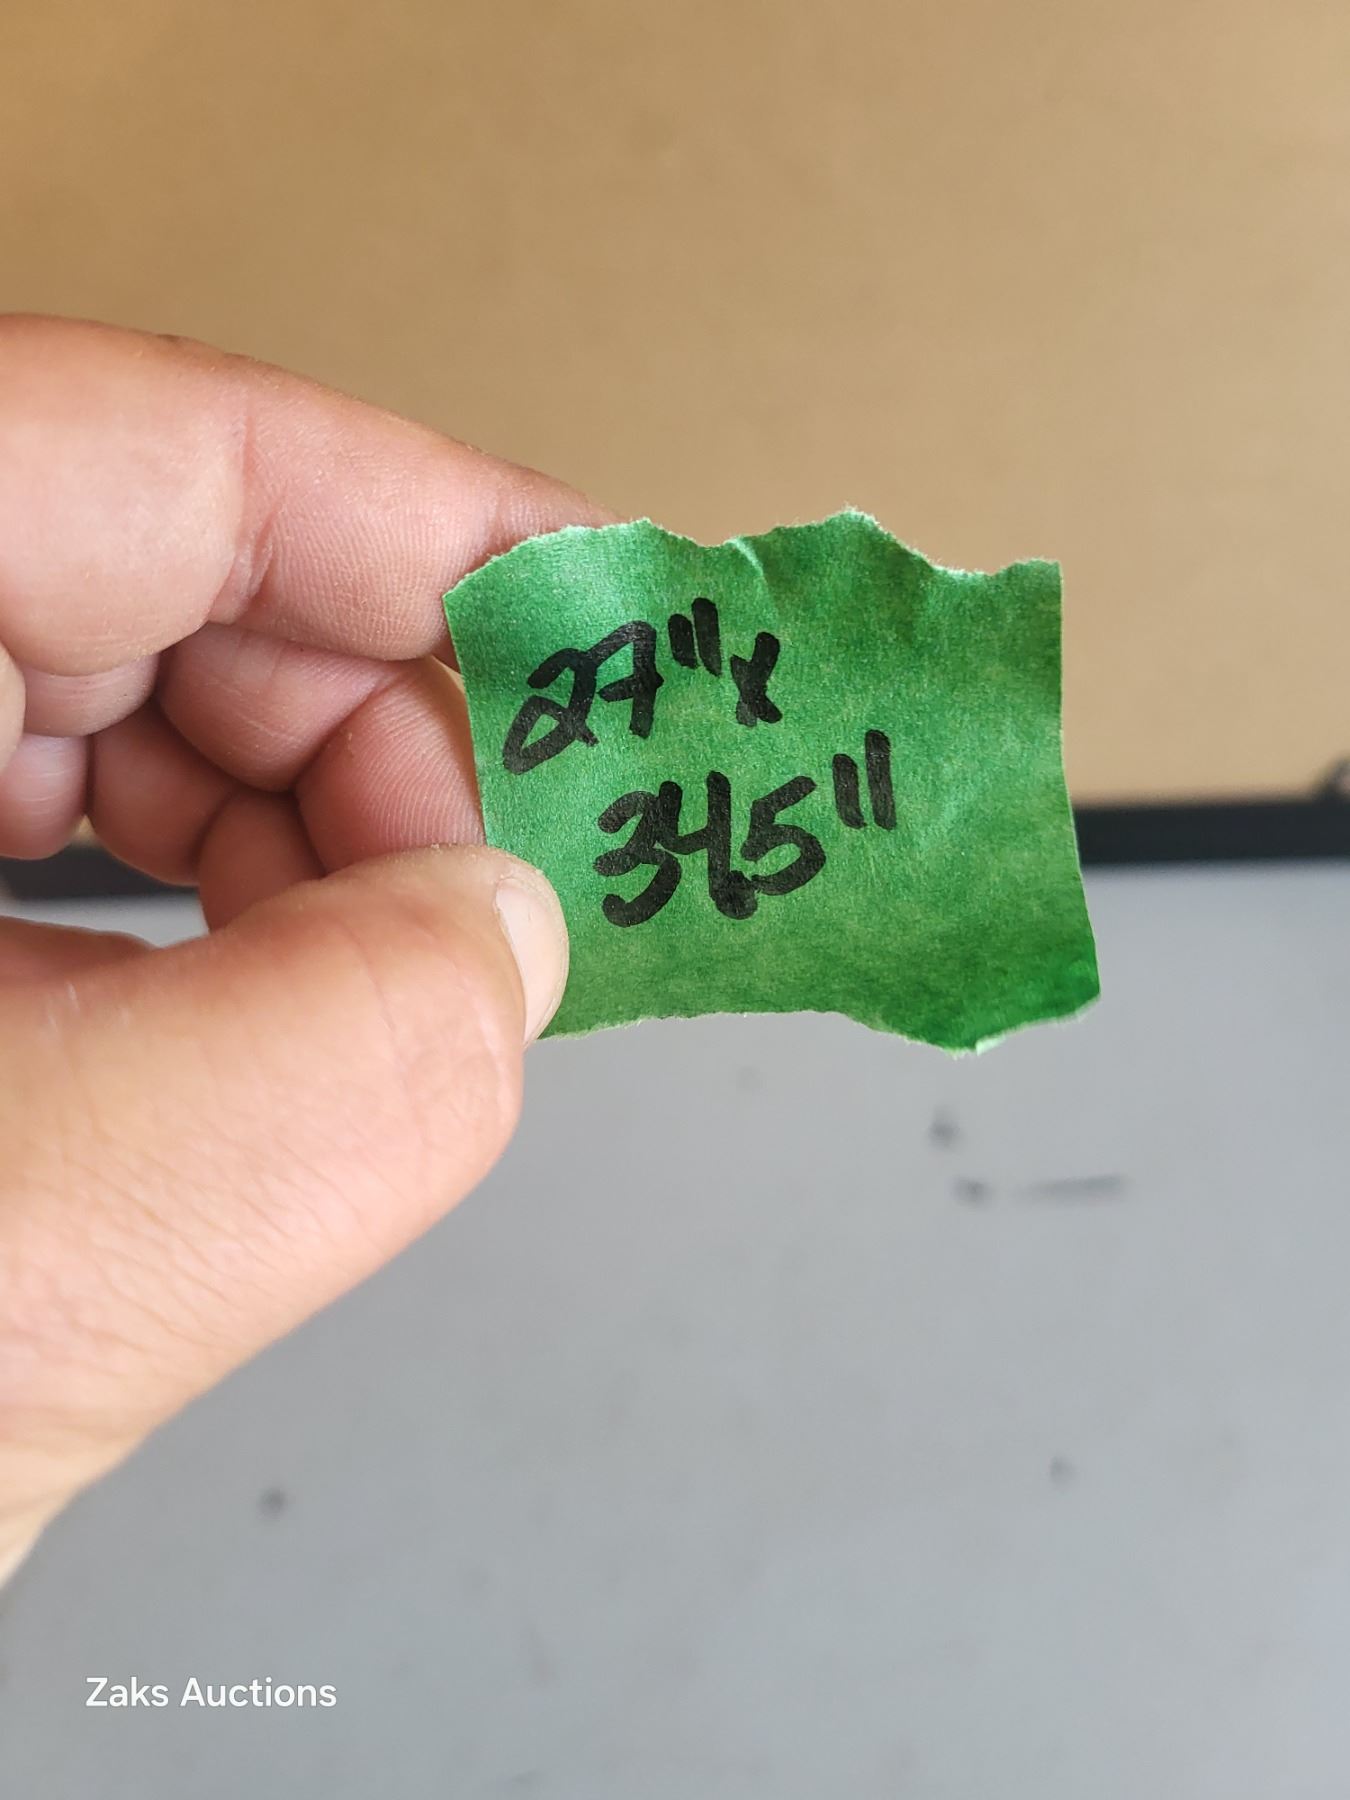 27" x
34.5"
Zaks Auctions